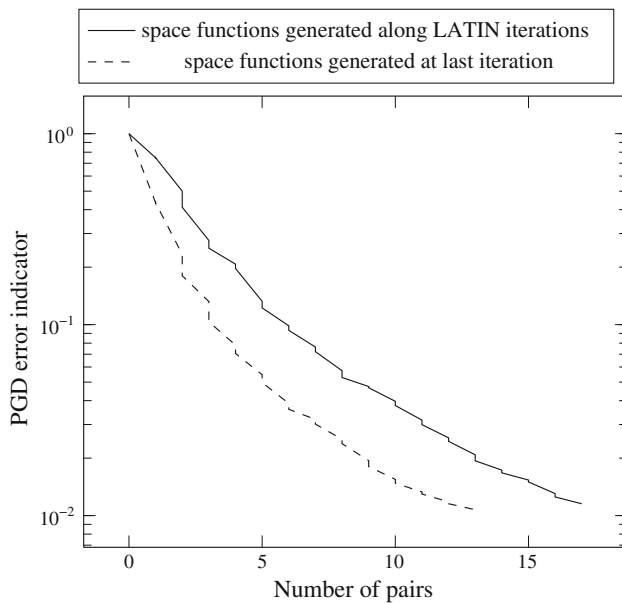 space functions generated along LATIN iterations
space functions generated at last iteration
10^0
10^-1
10^-2
PGD error indicator
0 5 10 15
Number of pairs